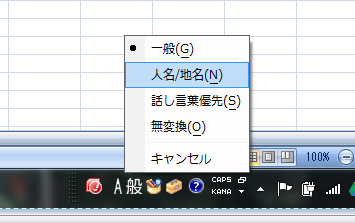 一般(G)
人名/地名(N)
話し言葉優先(S)
無変換(O)
キャンセル
100%
A 般 CAPS
KANA